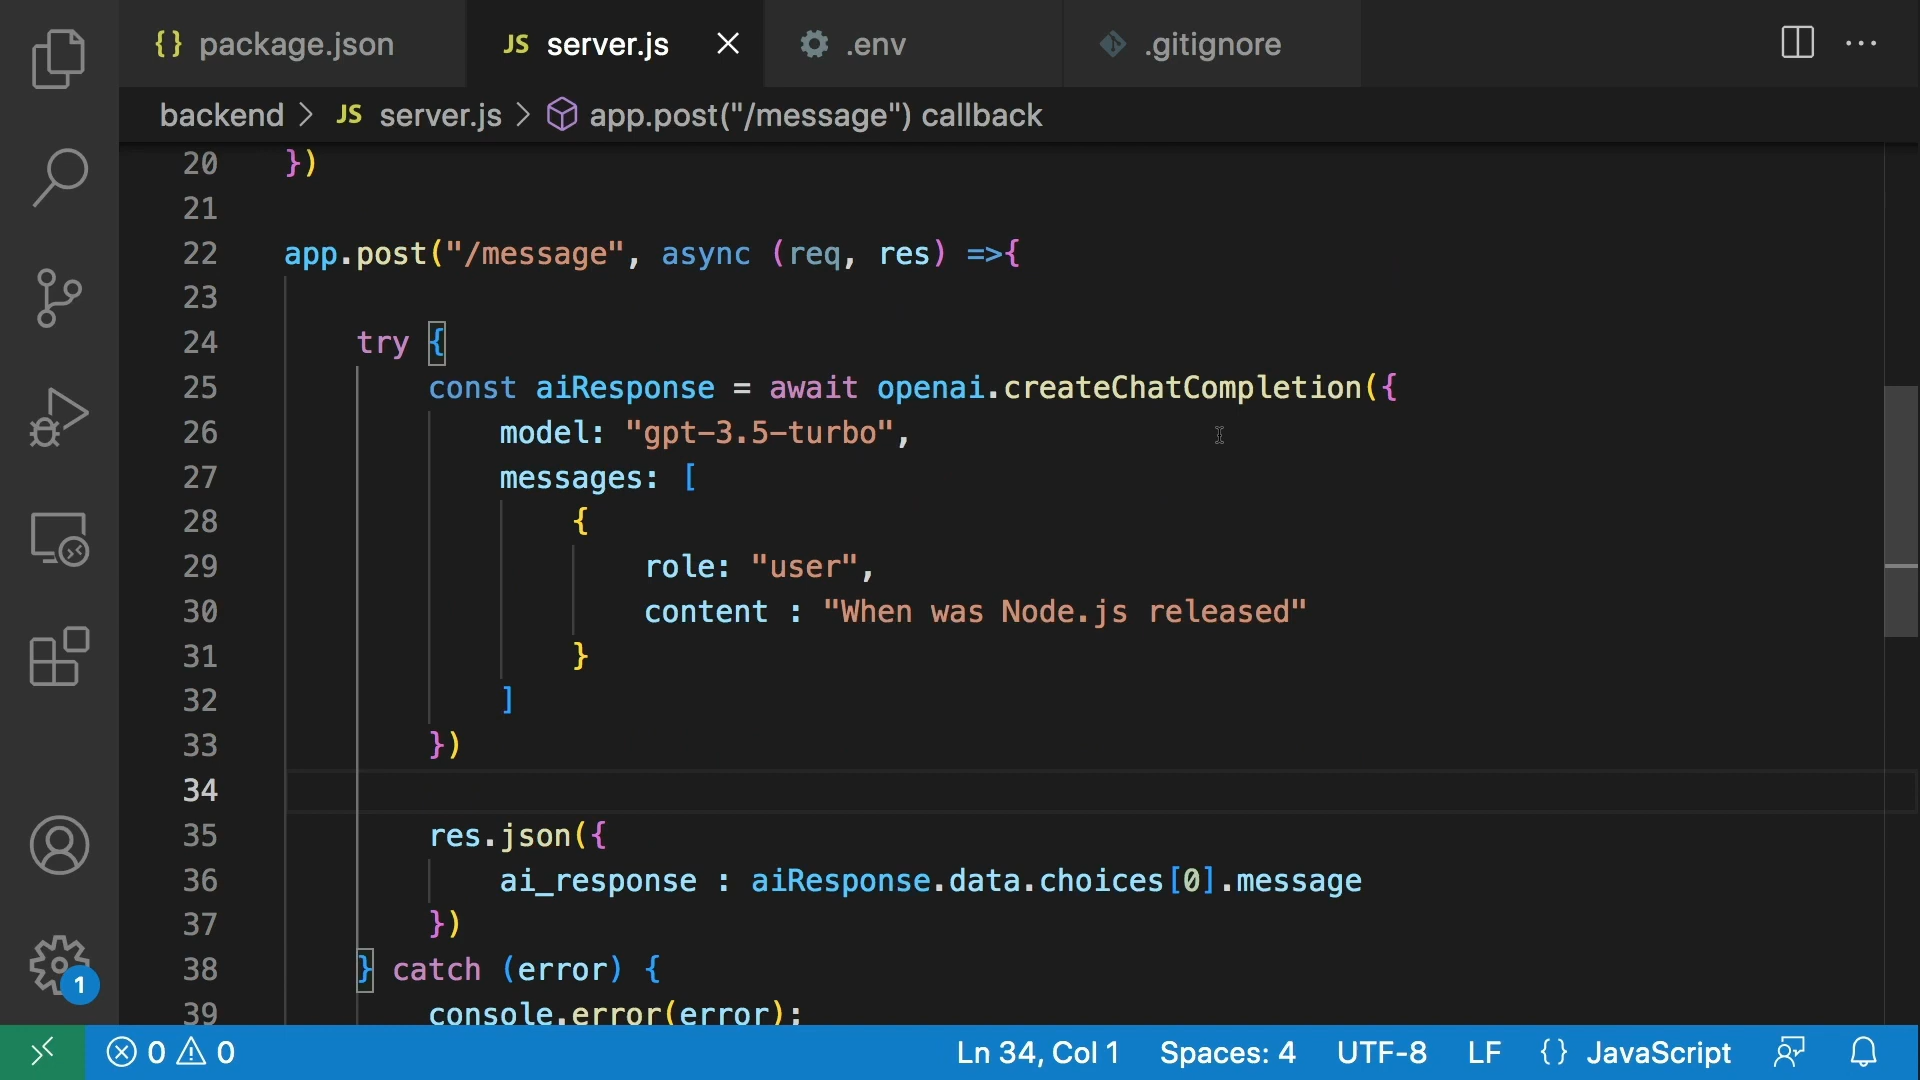 {} package.json JS server.js .env .gitignore
backend > JS server.js > app.post("/message") callback
20 })
21
22 app.post("/message", async (req, res) =>{
23
24 try {
25 const aiResponse = await openai.createChatCompletion({
26 model: "gpt-3.5-turbo",
27 messages: [
28 {
29 role: "user",
30 content : "When was Node.js released"
31 }
32 ]
33 })
34
35 res.json({
36 ai_response : aiResponse.data.choices[0].message
37 })
38 } catch (error) {
39 console.error(error);
1
0 0 Ln 34, Col 1 Spaces: 4 UTF-8 LF {} JavaScript